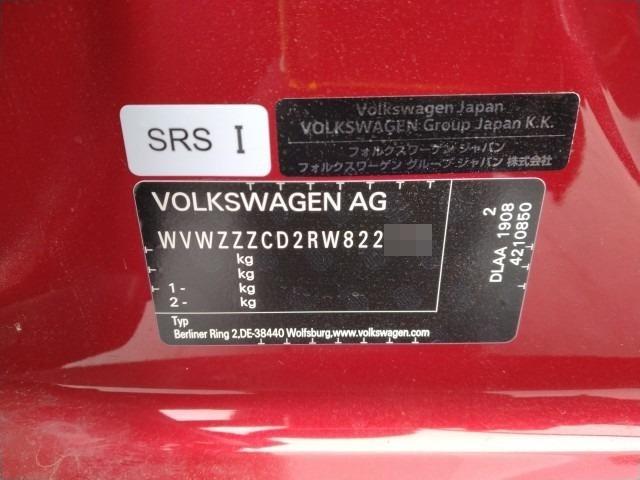 SRS I
Volkswagen Japan
VOLKSWAGEN Group Japan K.K.
フォルクスワーゲン ジャパン
フォルクスワーゲン グループ ジャパン 株式会社
VOLKSWAGEN AG
WVWZZZCD2RW822
kg
kg
1 - kg
2 - kg
Typ
Berliner Ring 2,DE-38440 Wolfsburg,www.volkswagen.com
2
DLAA 1908
4210850